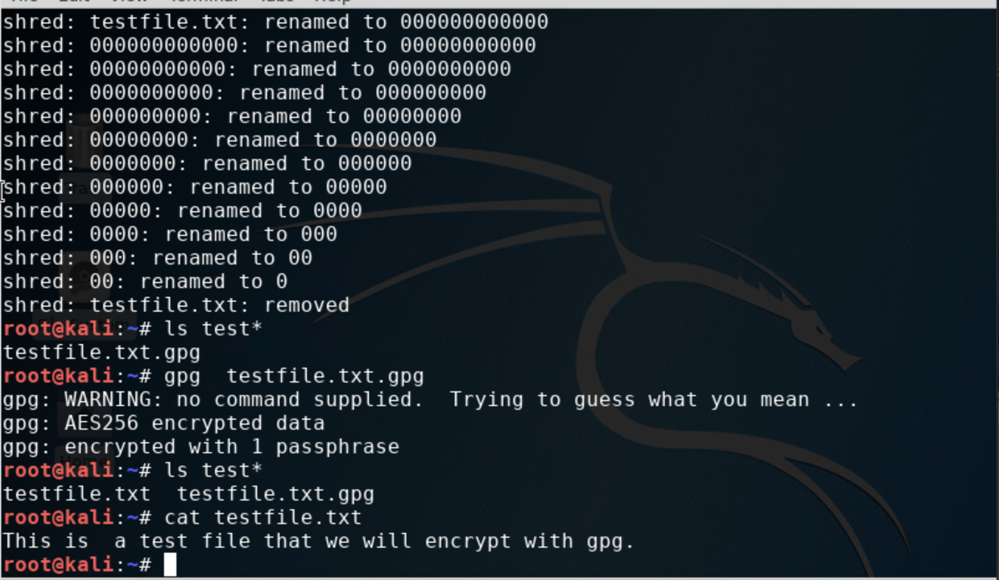 File Edit View Terminal Tabs Help
shred: testfile.txt: renamed to 000000000000
shred: 000000000000: renamed to 00000000000
shred: 00000000000: renamed to 0000000000
shred: 0000000000: renamed to 000000000
shred: 000000000: renamed to 00000000
shred: 00000000: renamed to 0000000
shred: 0000000: renamed to 000000
shred: 000000: renamed to 00000
shred: 00000: renamed to 0000
shred: 0000: renamed to 000
shred: 000: renamed to 00
shred: 00: renamed to 0
shred: testfile.txt: removed
root@kali:~# ls test*
testfile.txt.gpg
root@kali:~# gpg  testfile.txt.gpg
gpg: WARNING: no command supplied.  Trying to guess what you mean ...
gpg: AES256 encrypted data
gpg: encrypted with 1 passphrase
root@kali:~# ls test*
testfile.txt  testfile.txt.gpg
root@kali:~# cat testfile.txt
This is  a test file that we will encrypt with gpg.
root@kali:~#